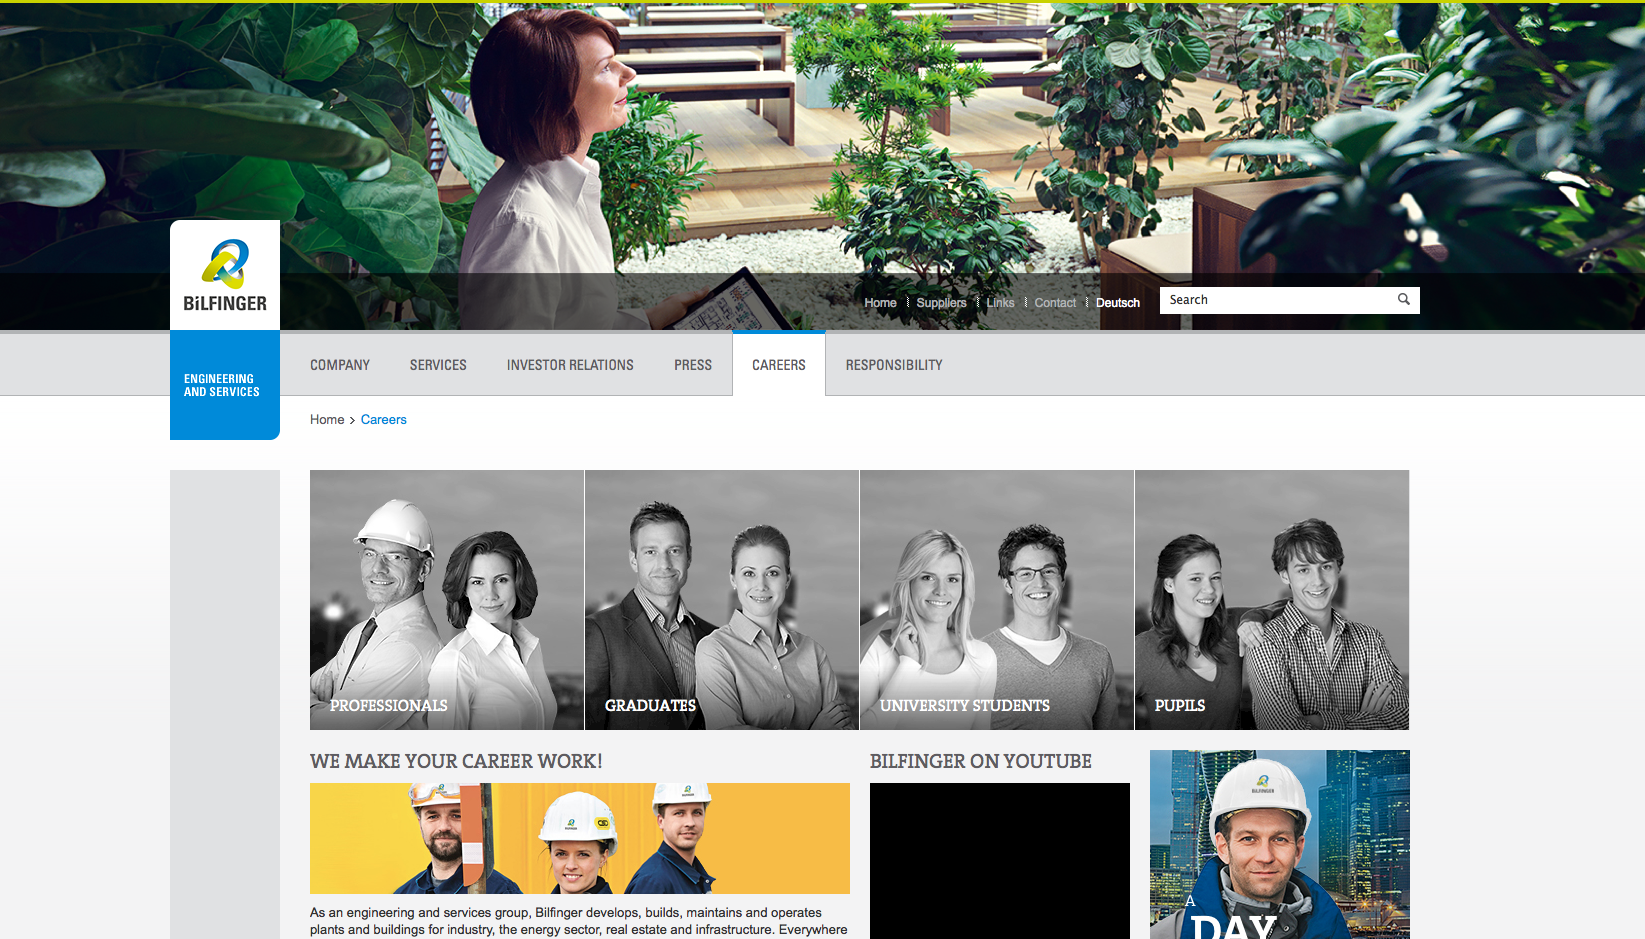 BiLFINGER
ENGINEERING
AND SERVICES
Home
Suppliers
Links
Contact
Deutsch
Search
COMPANY
SERVICES
INVESTOR RELATIONS
PRESS
CAREERS
RESPONSIBILITY
Home > Careers
PROFESSIONALS
GRADUATES
UNIVERSITY STUDENTS
PUPILS
WE MAKE YOUR CAREER WORK!
As an engineering and services group, Bilfinger develops, builds, maintains and operates
plants and buildings for industry, the energy sector, real estate and infrastructure. Everywhere
BILFINGER ON YOUTUBE
BiLFINGER
A
DAY